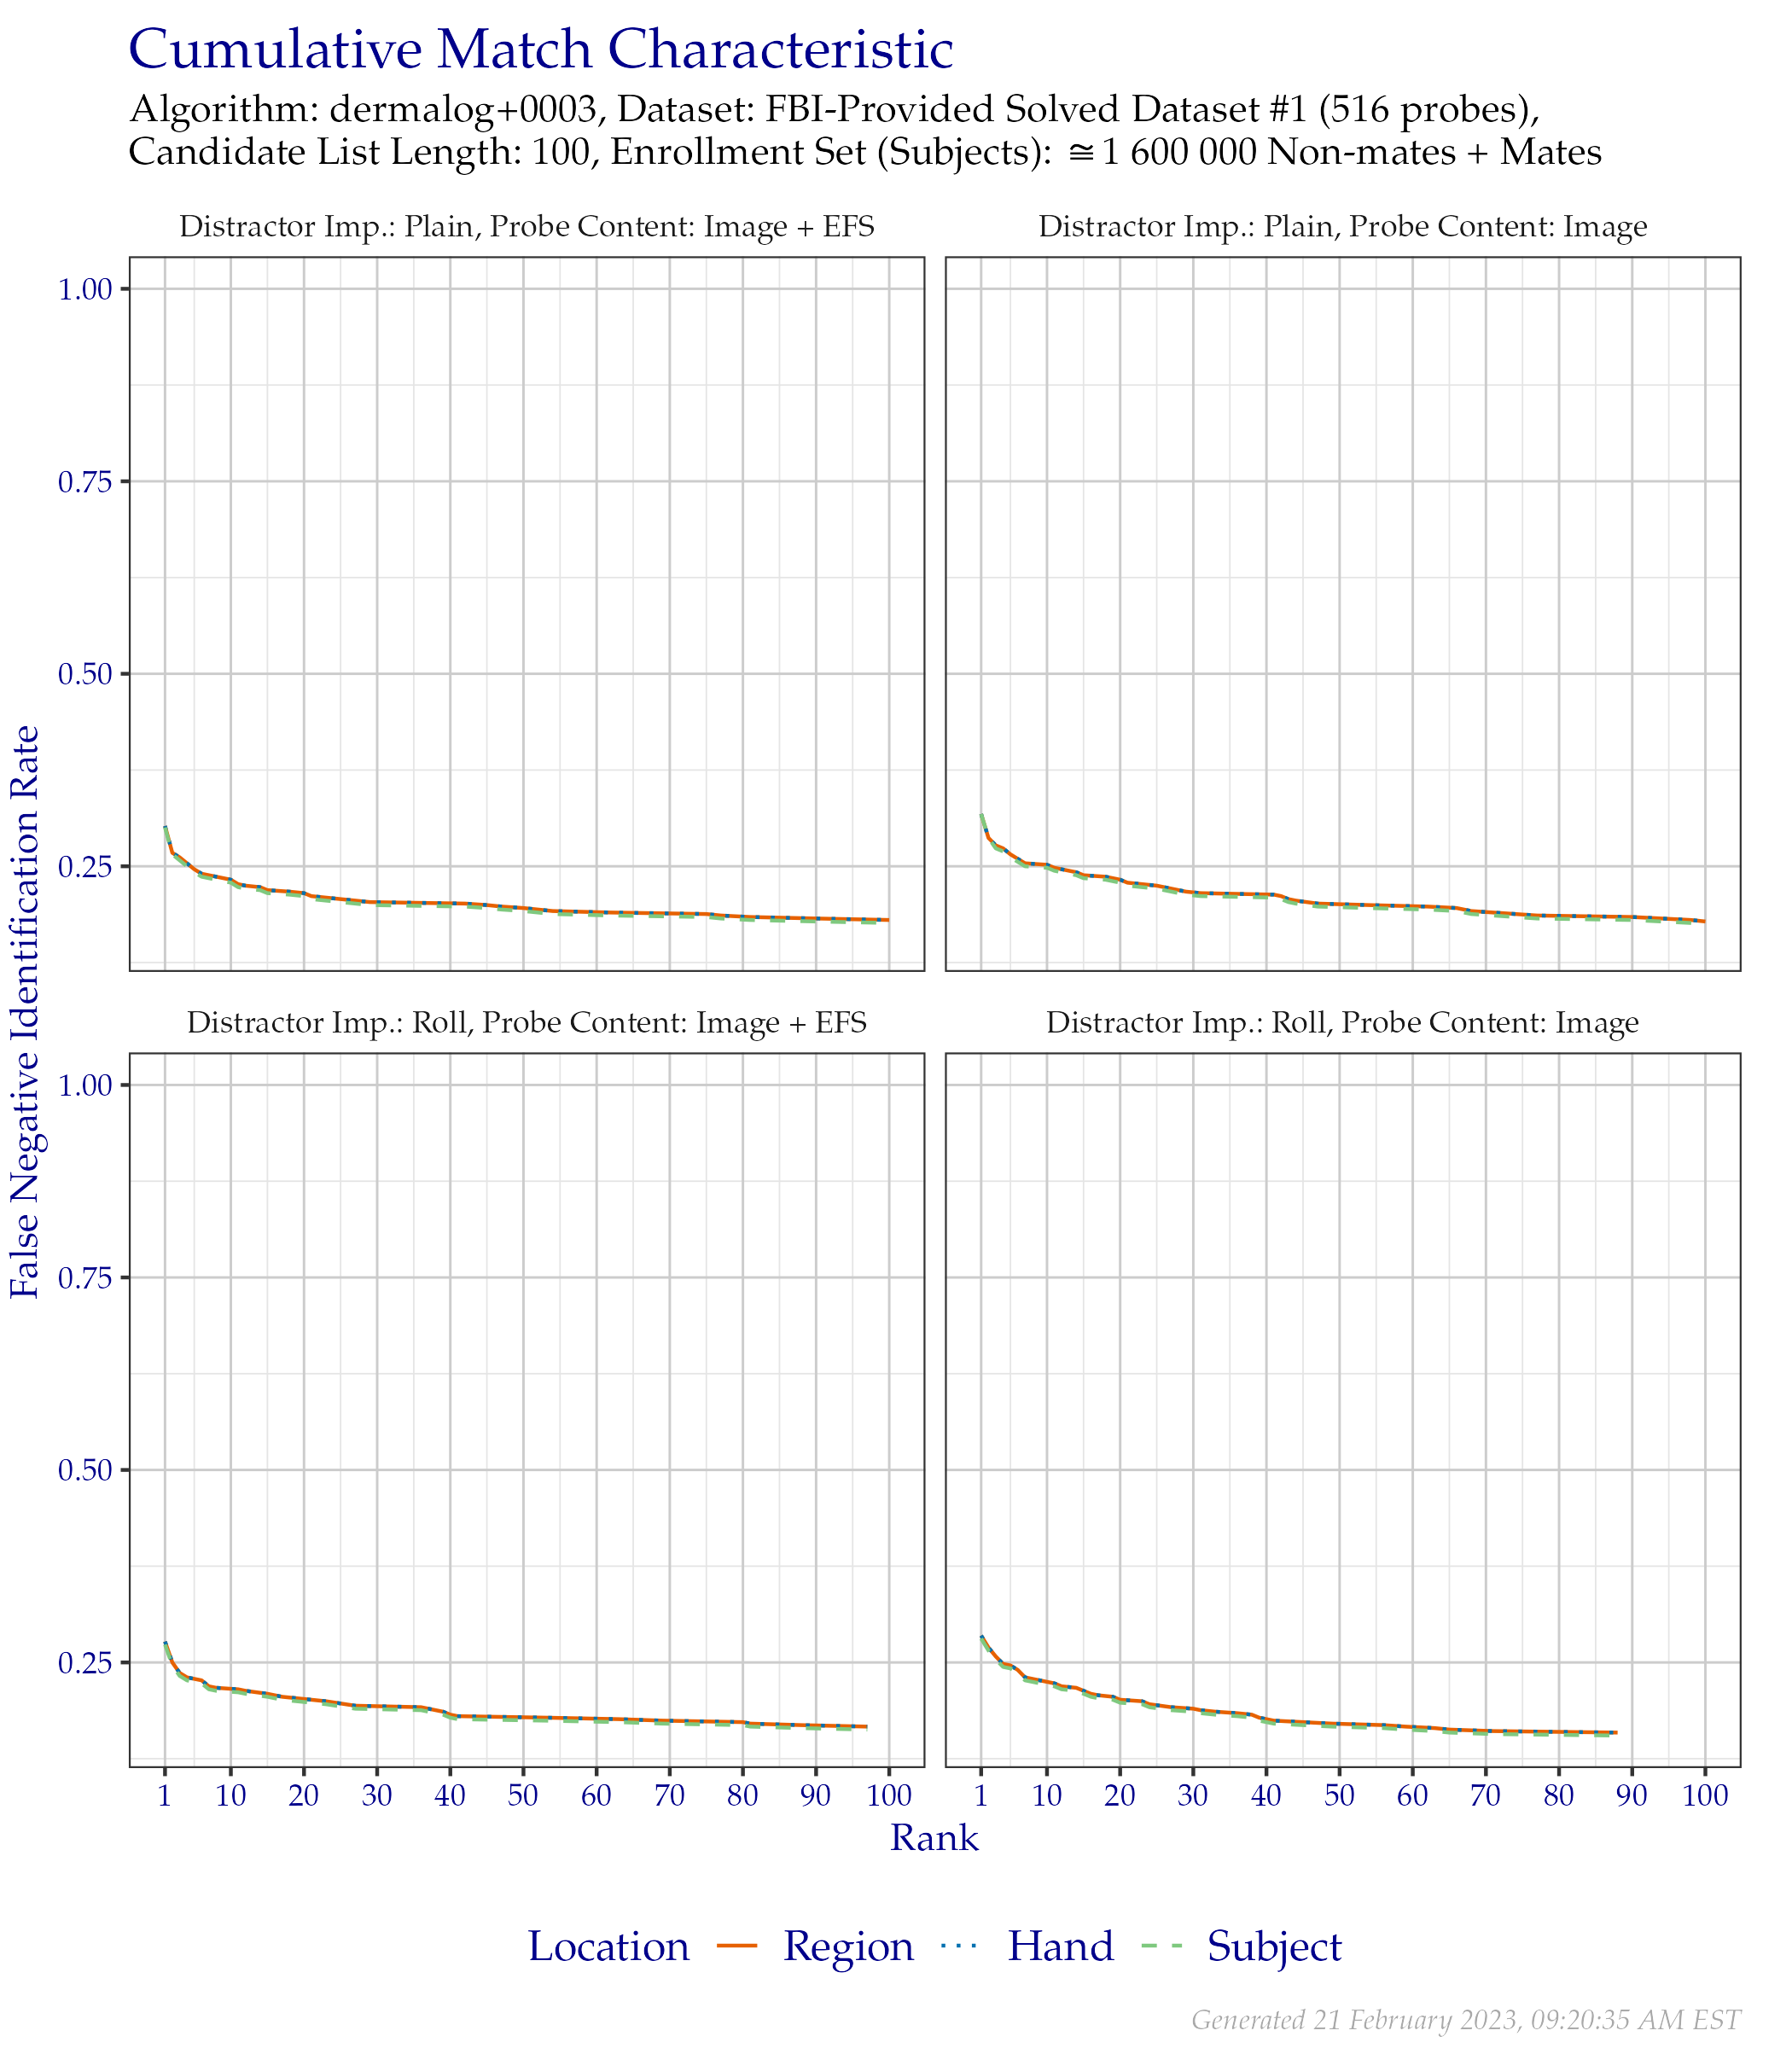 Cumulative Match Characteristic
Algorithm: dermalog+0003, Dataset: FBI-Provided Solved Dataset #1 (516 probes),
Candidate List Length: 100, Enrollment Set (Subjects): ≅1 600 000 Non-mates + Mates
Distractor Imp.: Plain, Probe Content: Image + EFS
Distractor Imp.: Plain, Probe Content: Image
1.00
0.75
0.50
0.25
Distractor Imp.: Roll, Probe Content: Image + EFS
Distractor Imp.: Roll, Probe Content: Image
1.00
0.75
0.50
0.25
False Negative Identification Rate
1 10 20 30 40 50 60 70 80 90 100
1 10 20 30 40 50 60 70 80 90 100
Rank
Location Region Hand Subject
Generated 21 February 2023, 09:20:35 AM EST